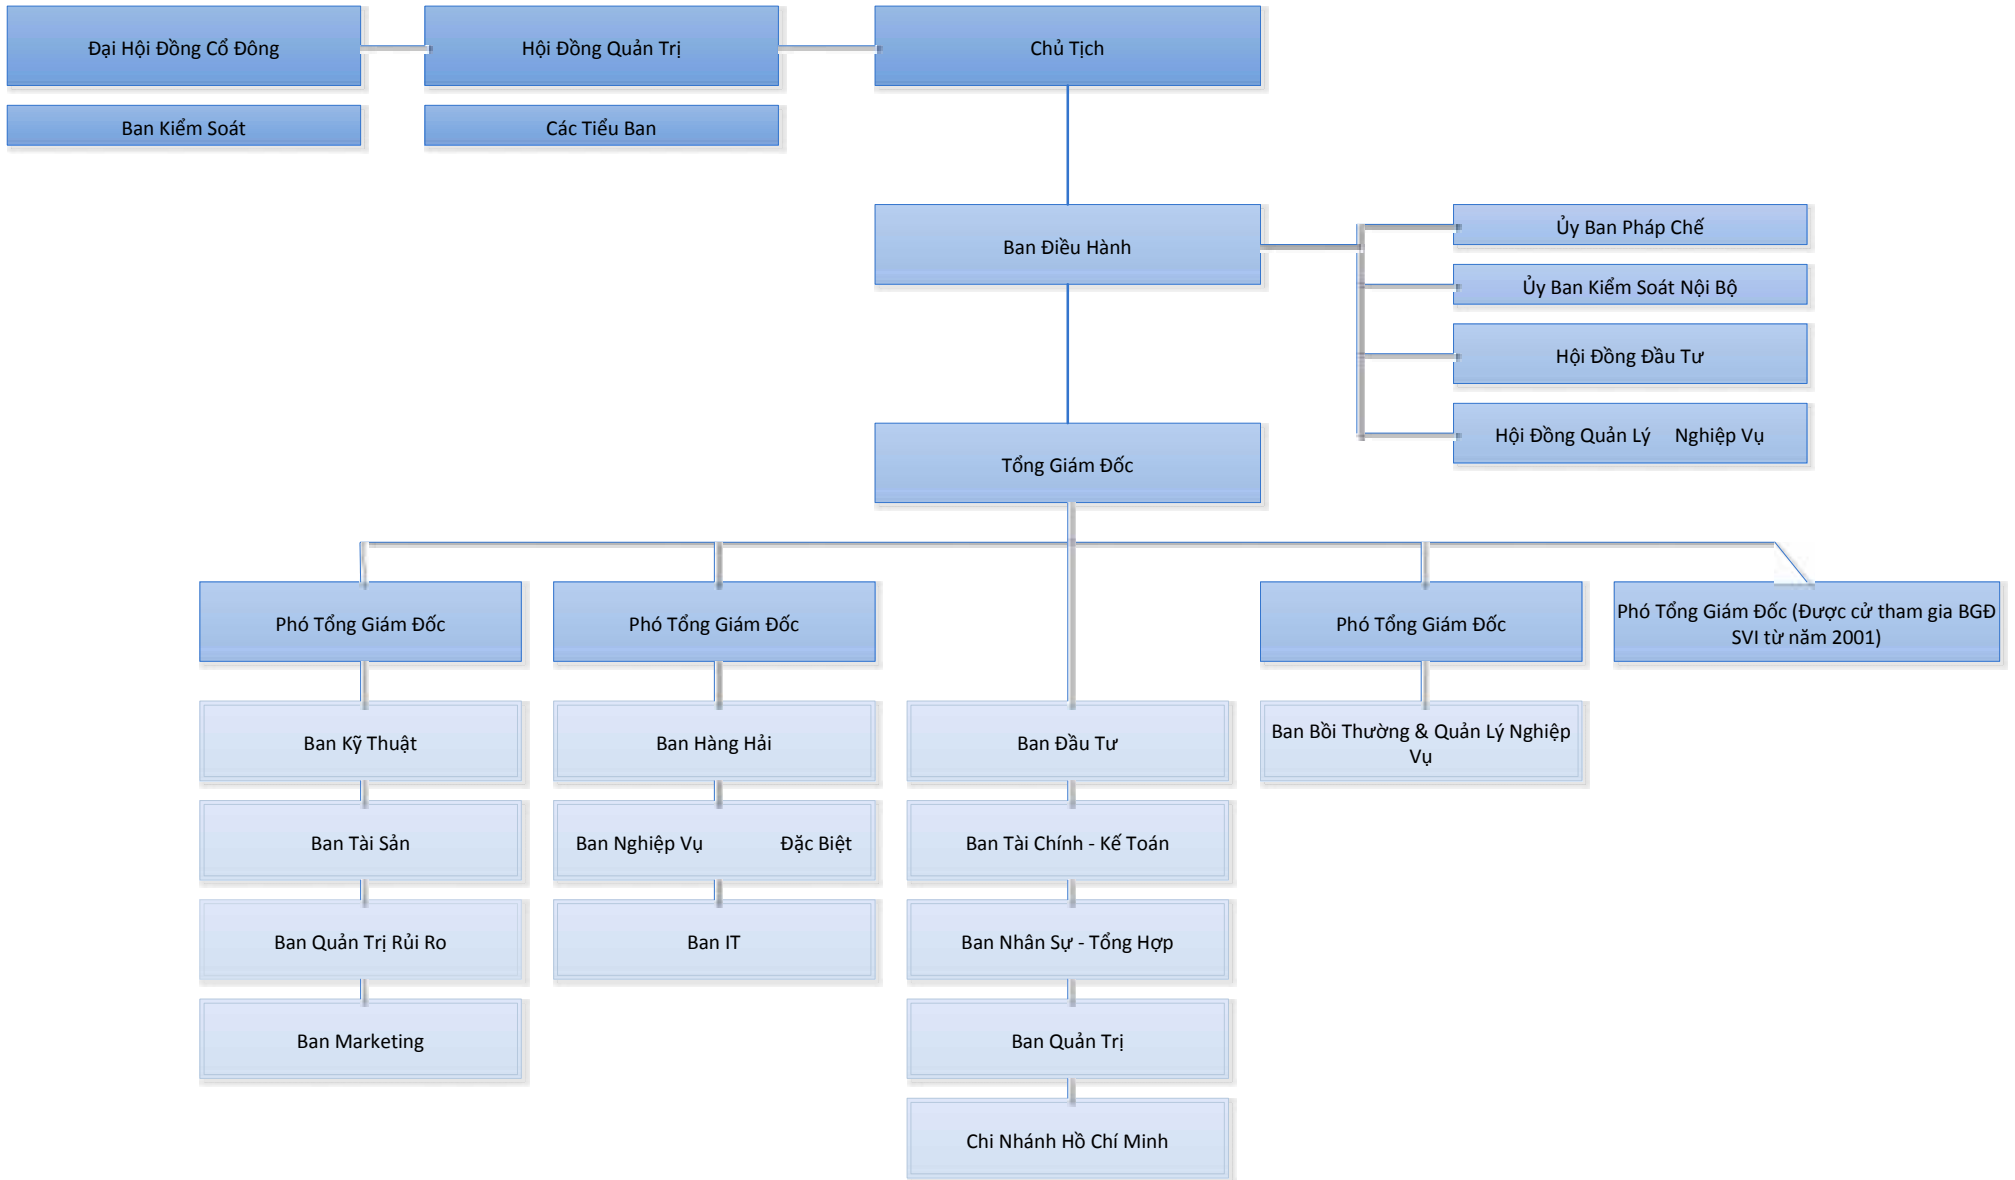 Đại Hội Đồng Cổ Đông
Hội Đồng Quản Trị
Chủ Tịch
Ban Kiểm Soát
Các Tiểu Ban
Ban Điều Hành
Ủy Ban Pháp Chế
Ủy Ban Kiểm Soát Nội Bộ
Hội Đồng Đầu Tư
Hội Đồng Quản Lý Nghiệp Vụ
Tổng Giám Đốc
Phó Tổng Giám Đốc
Phó Tổng Giám Đốc
Phó Tổng Giám Đốc
Phó Tổng Giám Đốc (Được cử tham gia BGĐ
SVI từ năm 2001)
Ban Kỹ Thuật
Ban Hàng Hải
Ban Đầu Tư
Ban Bồi Thường & Quản Lý Nghiệp
Vụ
Ban Tài Sản
Ban Nghiệp Vụ Đặc Biệt
Ban Tài Chính - Kế Toán
Ban Quản Trị Rủi Ro
Ban IT
Ban Nhân Sự - Tổng Hợp
Ban Marketing
Ban Quản Trị
Chi Nhánh Hồ Chí Minh